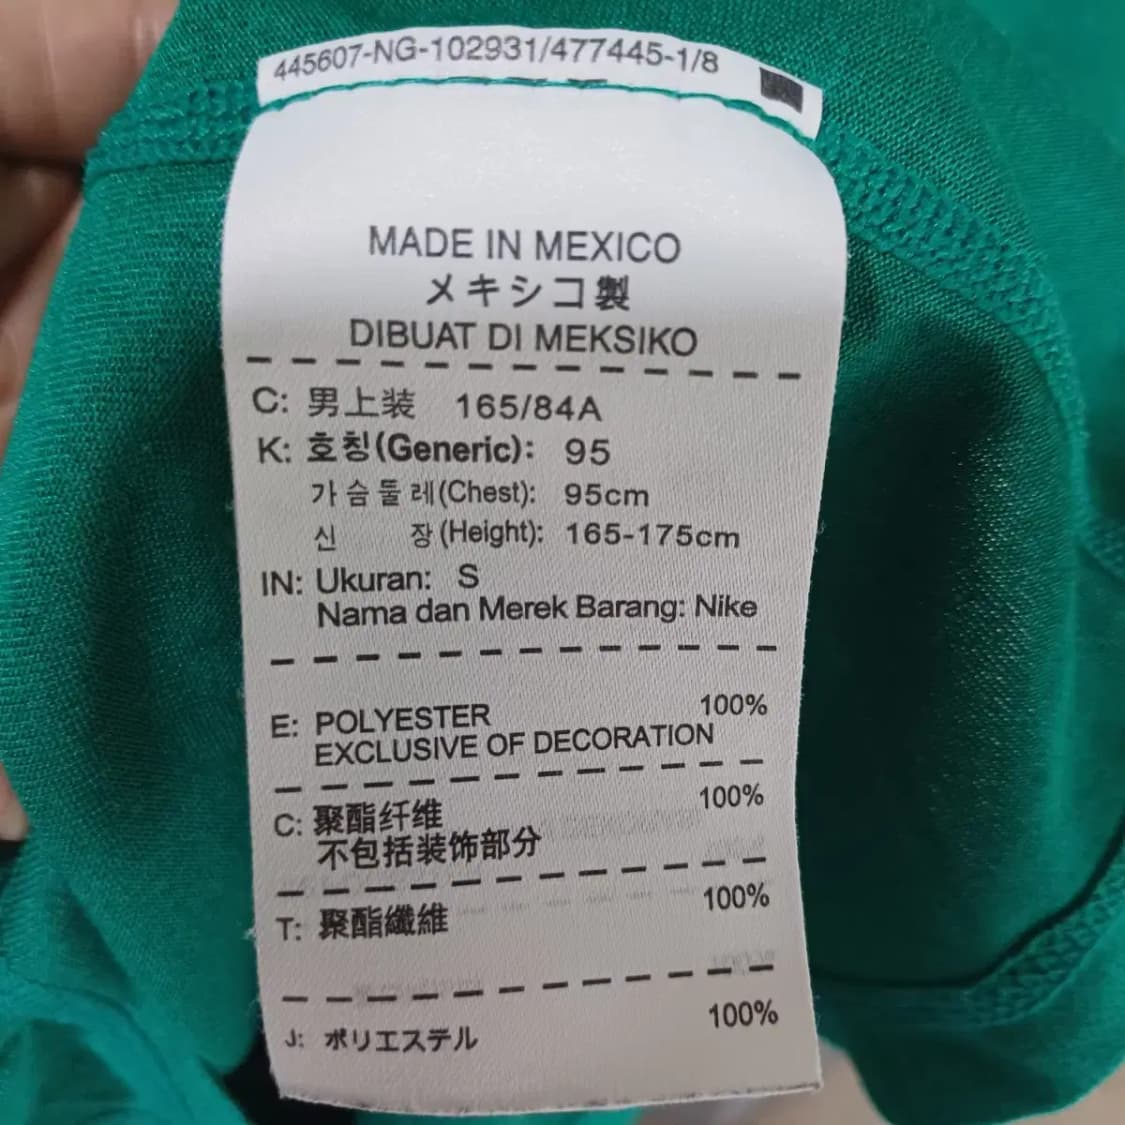 445607-NG-102931/477445-1/8
MADE IN MEXICO
メキシコ製
DIBUAT DI MEKSIKO
C: 男上装 165/84A
K: 호칭(Generic): 95
가슴둘레(Chest): 95cm
신 장(Height): 165-175cm
IN: Ukuran: S
Nama dan Merek Barang: Nike
E: POLYESTER 100%
EXCLUSIVE OF DECORATION
C: 聚酯纤维 100%
不包括装饰部分
T: 聚酯纖維 100%
J: ポリエステル 100%